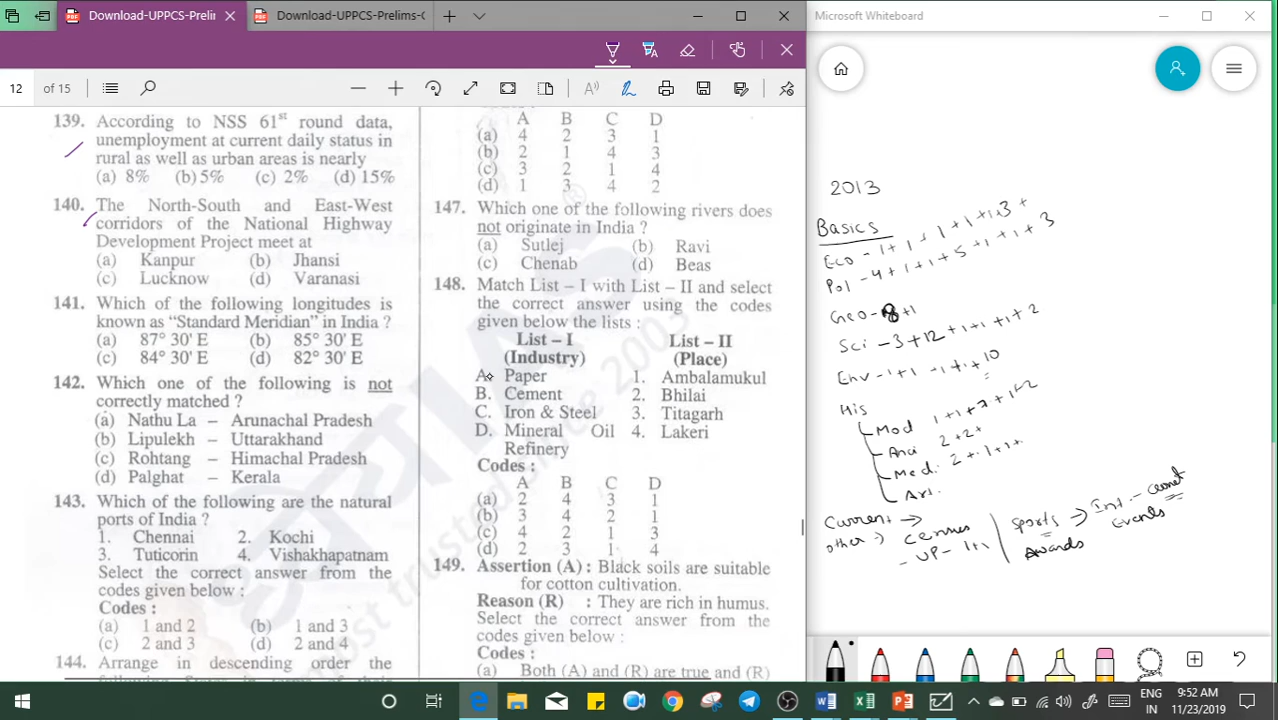 Download-UPPCS-Prelir
Download-UPPCS-Prelims-C
12 of 15
139. According to NSS 61st round data,
unemployment at current daily status in
rural as well as urban areas is nearly
(a) 8% (b) 5% (c) 2% (d) 15%
140. The North-South and East-West
corridors of the National Highway
Development Project meet at
(a) Kanpur (b) Jhansi
(c) Lucknow (d) Varanasi
141. Which of the following longitudes is
known as “Standard Meridian” in India ?
(a) 87° 30' E (b) 85° 30' E
(c) 84° 30' E (d) 82° 30' E
142. Which one of the following is not
correctly matched ?
(a) Nathu La – Arunachal Pradesh
(b) Lipulekh – Uttarakhand
(c) Rohtang – Himachal Pradesh
(d) Palghat – Kerala
143. Which of the following are the natural
ports of India ?
1. Chennai 2. Kochi
3. Tuticorin 4. Vishakhapatnam
Select the correct answer from the
codes given below :
Codes :
(a) 1 and 2 (b) 1 and 3
(c) 2 and 3 (d) 2 and 4
144. Arrange in descending order the
A B C D
(a) 4 2 3 1
(b) 2 1 4 3
(c) 3 2 1 4
(d) 1 3 4 2
147. Which one of the following rivers does
not originate in India ?
(a) Sutlej (b) Ravi
(c) Chenab (d) Beas
148. Match List – I with List – II and select
the correct answer using the codes
given below the lists :
List – I List – II
(Industry) (Place)
A. Paper 1. Ambalamukul
B. Cement 2. Bhilai
C. Iron & Steel 3. Titagarh
D. Mineral Oil 4. Lakeri
Refinery
Codes :
A B C D
(a) 2 4 3 1
(b) 3 4 2 1
(c) 4 2 1 3
(d) 2 3 1 4
149. Assertion (A) : Black soils are suitable
for cotton cultivation.
Reason (R) : They are rich in humus.
Select the correct answer from the
codes given below :
Codes :
(a) Both (A) and (R) are true and (R)
Microsoft Whiteboard
2013
Basics
Eco - 1 + 1 + 1 + 1 + 1 + 3 +
Pol - 4 + 1 + 1 + 5 + 1 + 1 + 3
Geo - 8 + 1
Sci - 3 + 12 + 1 + 1 + 1 + 2
Env - 1 + 1 + 1 + 10
His
Mod
Anci 2 + 2 +
Med. 2 + 1 + 1 +
Art.
Current →
other → Census
- UP - 1 + 1
Sports → Int. -
Events
Awards
ENG
IN
9:52 AM
11/23/2019